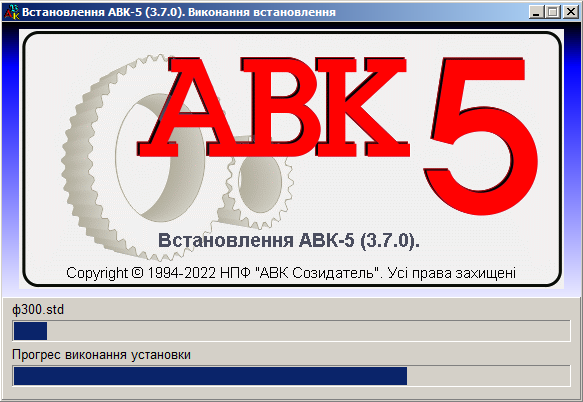 Встановлення АВК-5 (3.7.0). Виконання встановлення
АВК 5
Встановлення АВК-5 (3.7.0).
Copyright © 1994-2022 НПФ "АВК Созидатель". Усі права захищені
ф300.std
Прогрес виконання установки